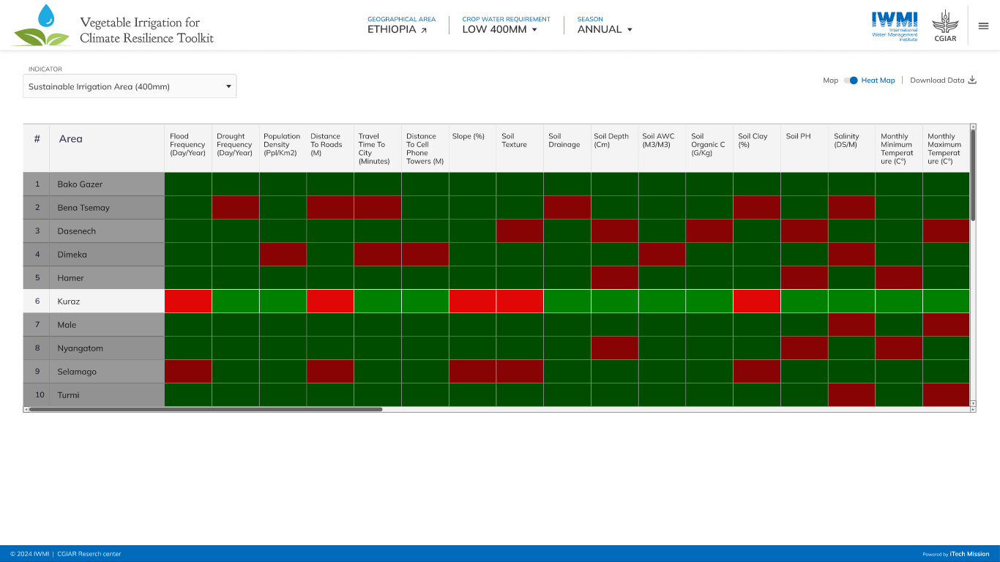 Vegetable Irrigation for
Climate Resilience Toolkit
GEOGRAPHICAL AREA
ETHIOPIA
CROP WATER REQUIREMENT
LOW 400MM
SEASON
ANNUAL
IWMI
International
Water Management
Institute
CGIAR
INDICATOR
Sustainable Irrigation Area (400mm)
Map
Heat Map
Download Data
#
Area
Flood
Frequency
(Day/Year)
Drought
Frequency
(Day/Year)
Population
Density
(Ppl/Km2)
Distance
To Roads
(M)
Travel
Time To
City
(Minutes)
Distance
To Cell
Phone
Towers (M)
Slope (%)
Soil
Texture
Soil
Drainage
Soil Depth
(Cm)
Soil AWC
(M3/M3)
Soil
Organic C
(G/Kg)
Soil Clay
(%)
Soil PH
Salinity
(DS/M)
Monthly
Minimum
Temperat
ure (C°)
Monthly
Maximum
Temperat
ure (C°)
1 Bako Gazer
2 Bena Tsemay
3 Dasenech
4 Dimeka
5 Hamer
6 Kuraz
7 Male
8 Nyangatom
9 Selamago
10 Turmi
© 2024 IWMI | CGIAR Reserch center
Powered by iTech Mission